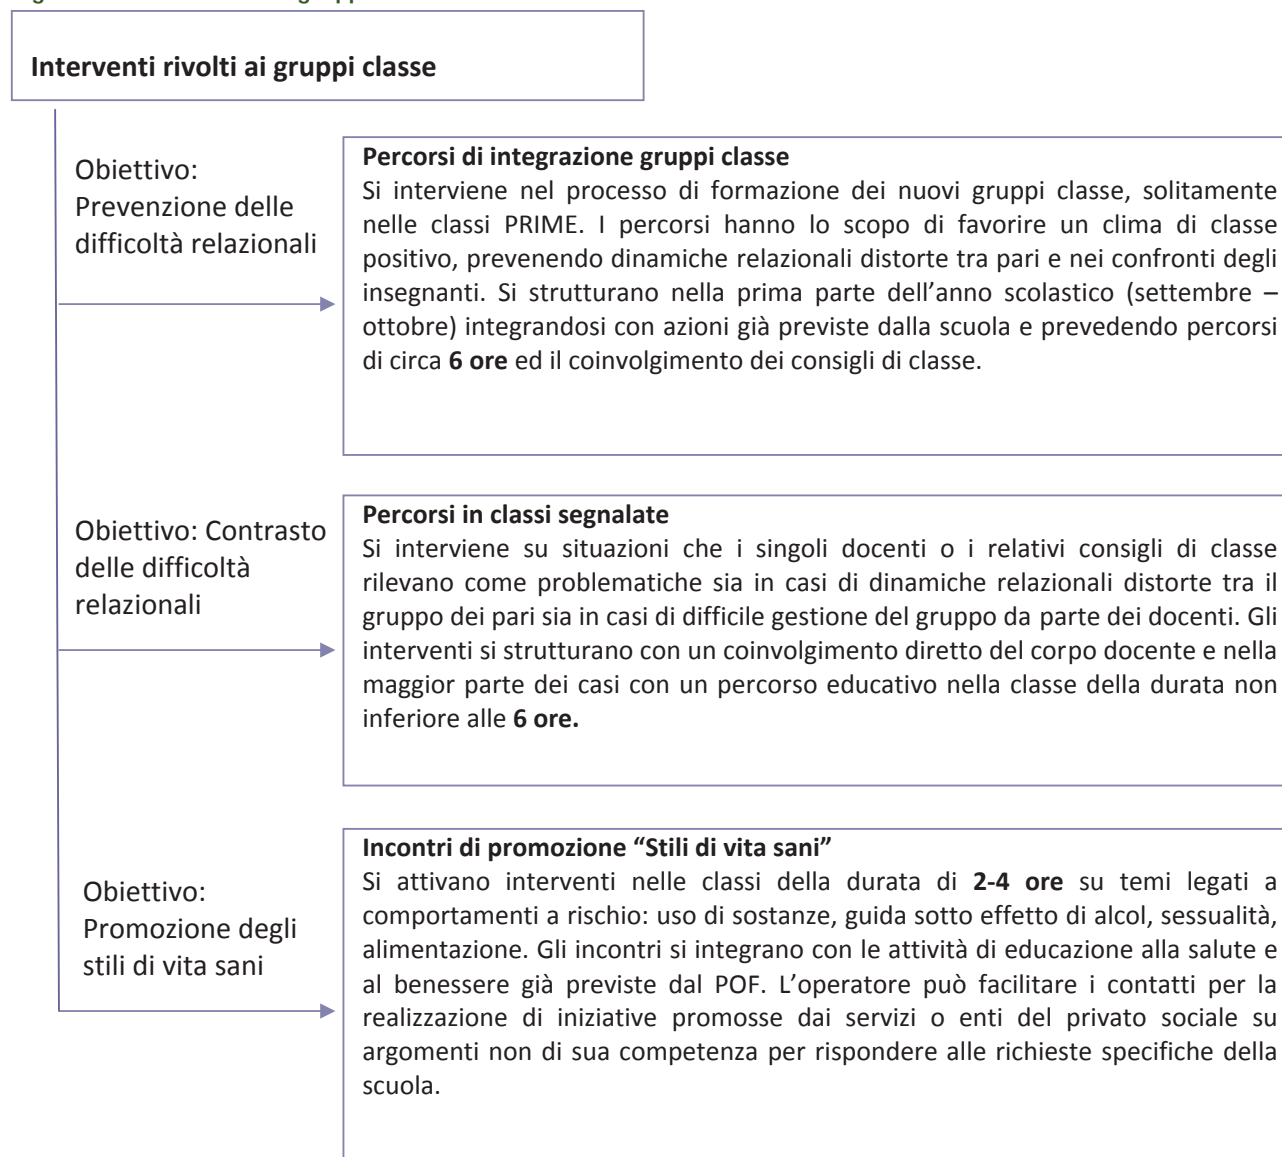 Interventi rivolti ai gruppi classe
Obiettivo:
Prevenzione delle
difficoltà relazionali
Percorsi di integrazione gruppi classe
Si interviene nel processo di formazione dei nuovi gruppi classe, solitamente
nelle classi PRIME. I percorsi hanno lo scopo di favorire un clima di classe
positivo, prevenendo dinamiche relazionali distorte tra pari e nei confronti degli
insegnanti. Si strutturano nella prima parte dell’anno scolastico (settembre –
ottobre) integrandosi con azioni già previste dalla scuola e prevedendo percorsi
di circa 6 ore ed il coinvolgimento dei consigli di classe.
Obiettivo: Contrasto
delle difficoltà
relazionali
Percorsi in classi segnalate
Si interviene su situazioni che i singoli docenti o i relativi consigli di classe
rilevano come problematiche sia in casi di dinamiche relazionali distorte tra il
gruppo dei pari sia in casi di difficile gestione del gruppo da parte dei docenti. Gli
interventi si strutturano con un coinvolgimento diretto del corpo docente e nella
maggior parte dei casi con un percorso educativo nella classe della durata non
inferiore alle 6 ore.
Obiettivo:
Promozione degli
stili di vita sani
Incontri di promozione “Stili di vita sani”
Si attivano interventi nelle classi della durata di 2-4 ore su temi legati a
comportamenti a rischio: uso di sostanze, guida sotto effetto di alcol, sessualità,
alimentazione. Gli incontri si integrano con le attività di educazione alla salute e
al benessere già previste dal POF. L’operatore può facilitare i contatti per la
realizzazione di iniziative promosse dai servizi o enti del privato sociale su
argomenti non di sua competenza per rispondere alle richieste specifiche della
scuola.